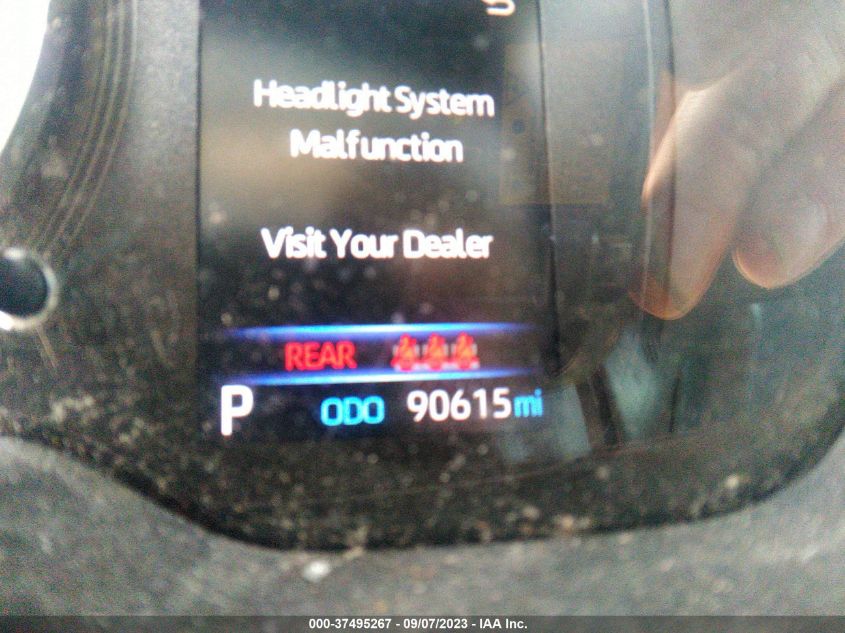 Headlight System
Malfunction
Visit Your Dealer
REAR
P ODO 90615 mi
000-37495267 - 09/07/2023 - IAA Inc.